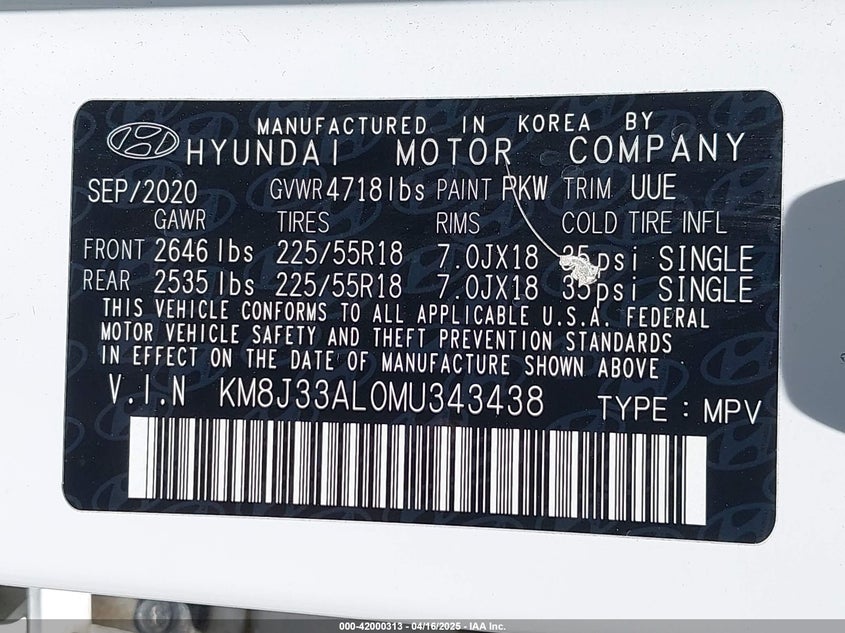 MANUFACTURED IN KOREA BY
HYUNDAI MOTOR COMPANY
SEP/2020 GVWR 4718 lbs PAINT PKW TRIM UUE
GAWR TIRES RIMS COLD TIRE INFL
FRONT 2646 lbs 225/55R18 7.0JX18 35psi SINGLE
REAR 2535 lbs 225/55R18 7.0JX18 35psi SINGLE
THIS VEHICLE CONFORMS TO ALL APPLICABLE U.S.A. FEDERAL
MOTOR VEHICLE SAFETY AND THEFT PREVENTION STANDARDS
IN EFFECT ON THE DATE OF MANUFACTURE SHOWN ABOVE
V.I.N KM8J33AL0MU343438 TYPE : MPV
000-42000313 - 04/16/2025 - IAA Inc.